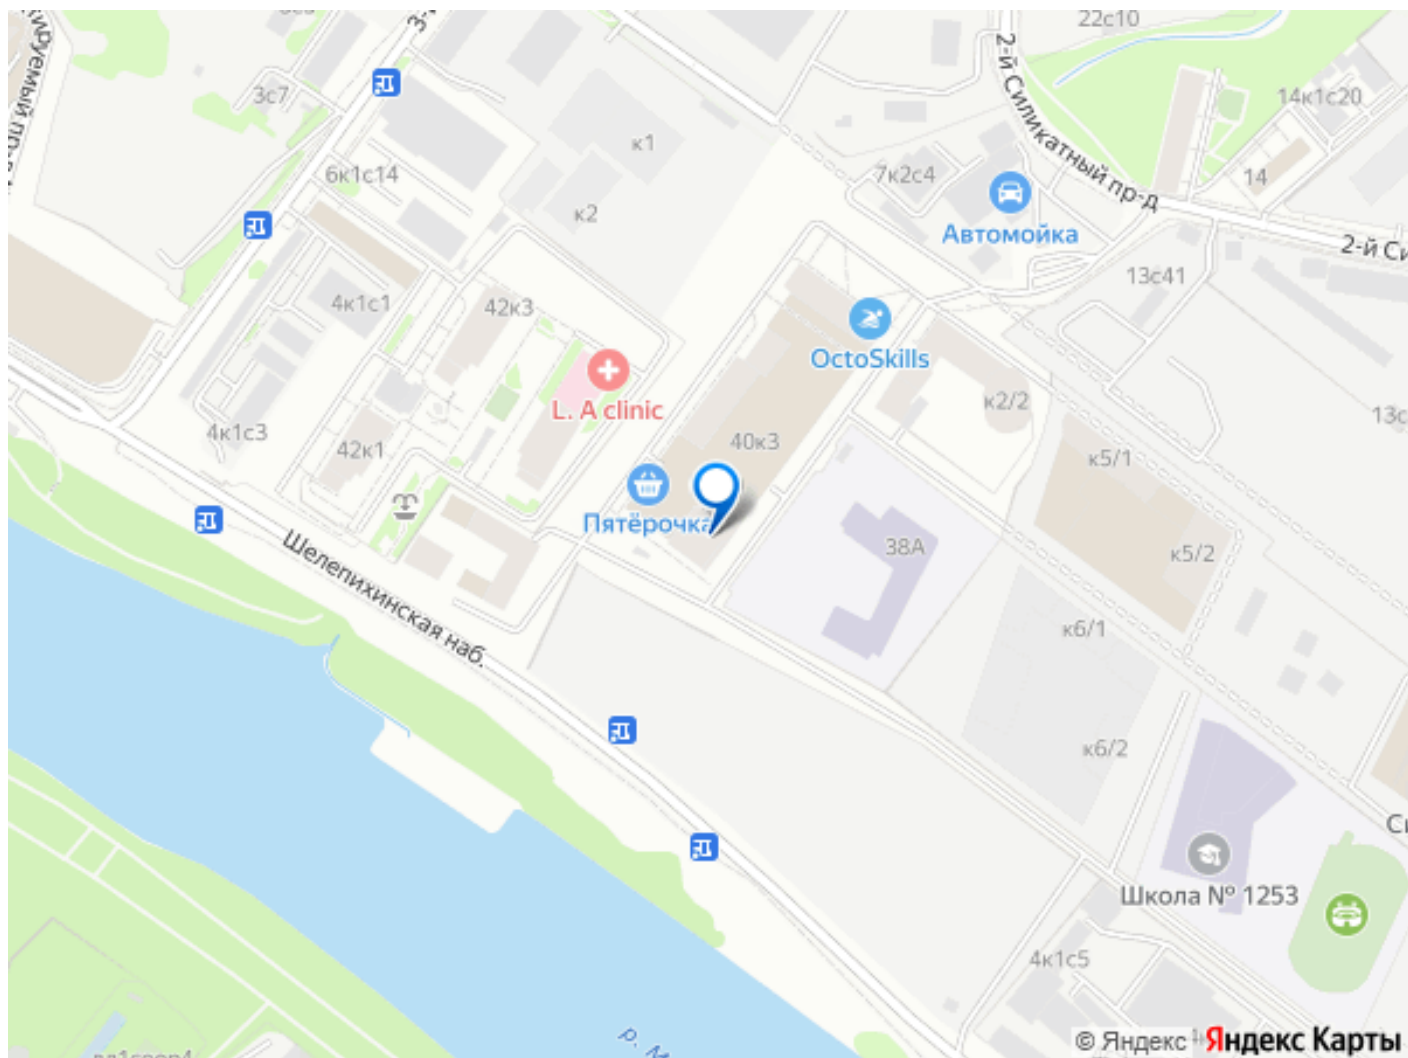 22с10
2-й Силикатный пр-д
14к1с20
3с7
к1
6к1с14
7к2с4
14
к2
Автомойка
2-й Си
13с41
4к1с1
42к3
OctoSkills
L. A clinic
к2/2
4к1с3
42к1
40к3
к5/1
Пятёрочка
38А
к5/2
Шелепихинская наб.
к6/1
к6/2
Школа № 1253
4к1с5
© Яндекс
Яндекс Карты